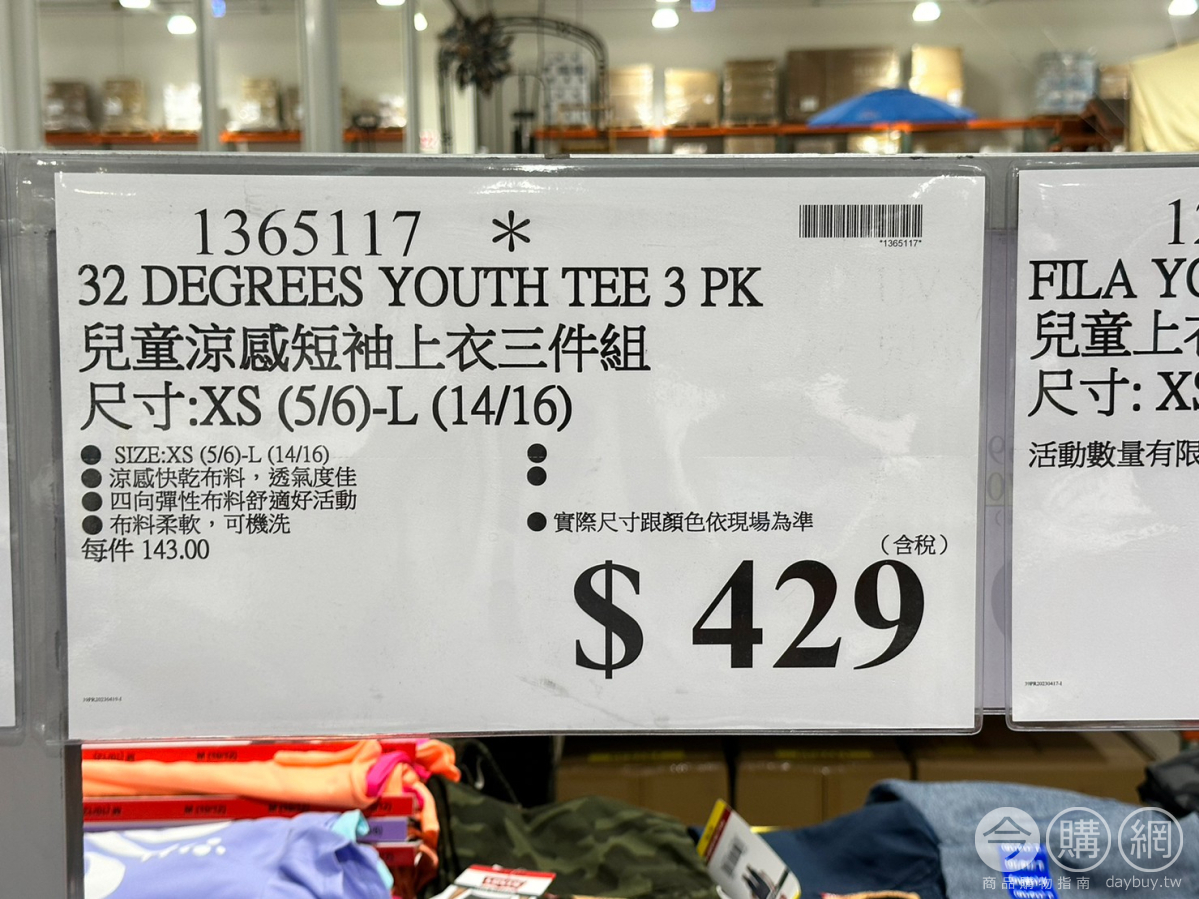 1365117 *
*1365117*
32 DEGREES YOUTH TEE 3 PK
兒童涼感短袖上衣三件組
尺寸:XS (5/6)-L (14/16)
● SIZE:XS (5/6)-L (14/16)
● 涼感快乾布料，透氣度佳
● 四向彈性布料舒適好活動
● 布料柔軟，可機洗
每件 143.00
●
●
● 實際尺寸跟顏色依現場為準
（含稅）
$ 429
FILA
兒童上
尺寸: XS
活動數量有限
今購網
商品購物指南 daybuy.tw